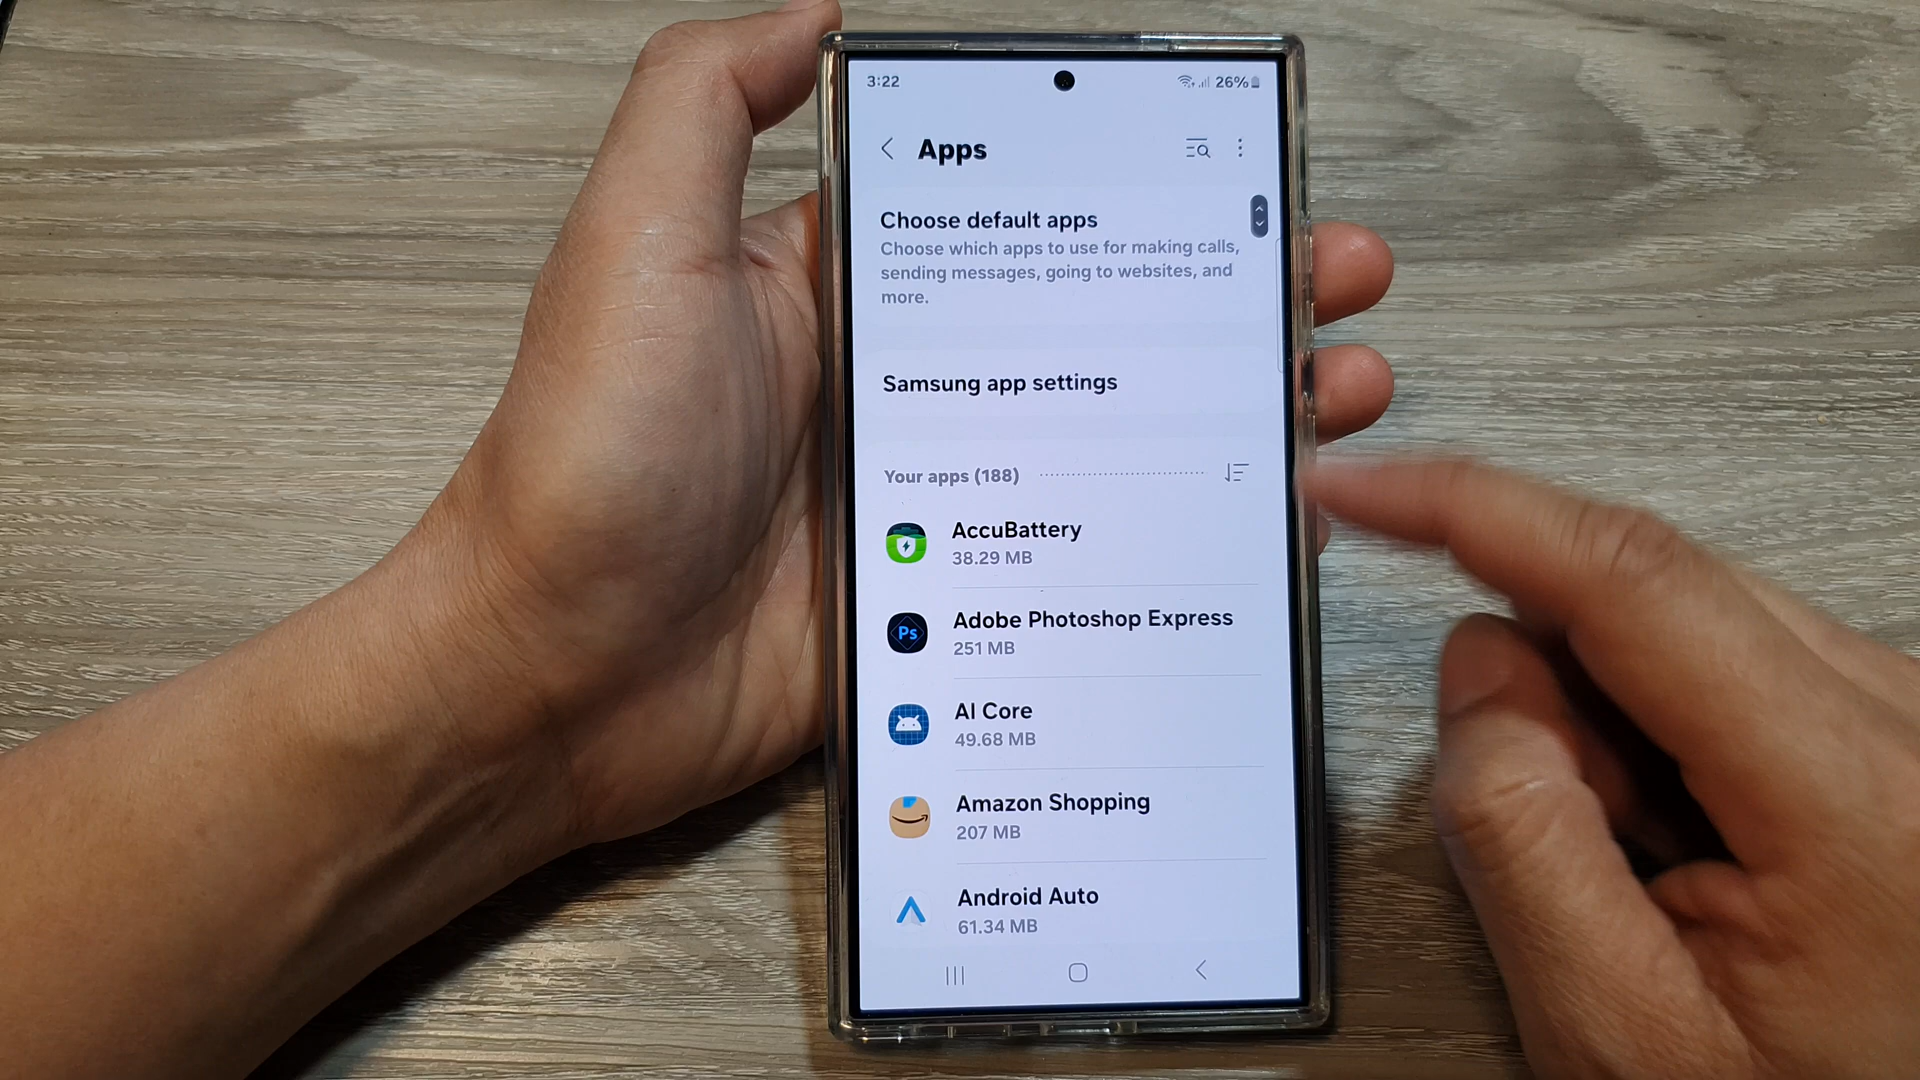 3:22
26%
Apps
Choose default apps
Choose which apps to use for making calls,
sending messages, going to websites, and
more.
Samsung app settings
Your apps (188)
AccuBattery
38.29 MB
Ps
Adobe Photoshop Express
251 MB
AI Core
49.68 MB
Amazon Shopping
207 MB
Android Auto
61.34 MB